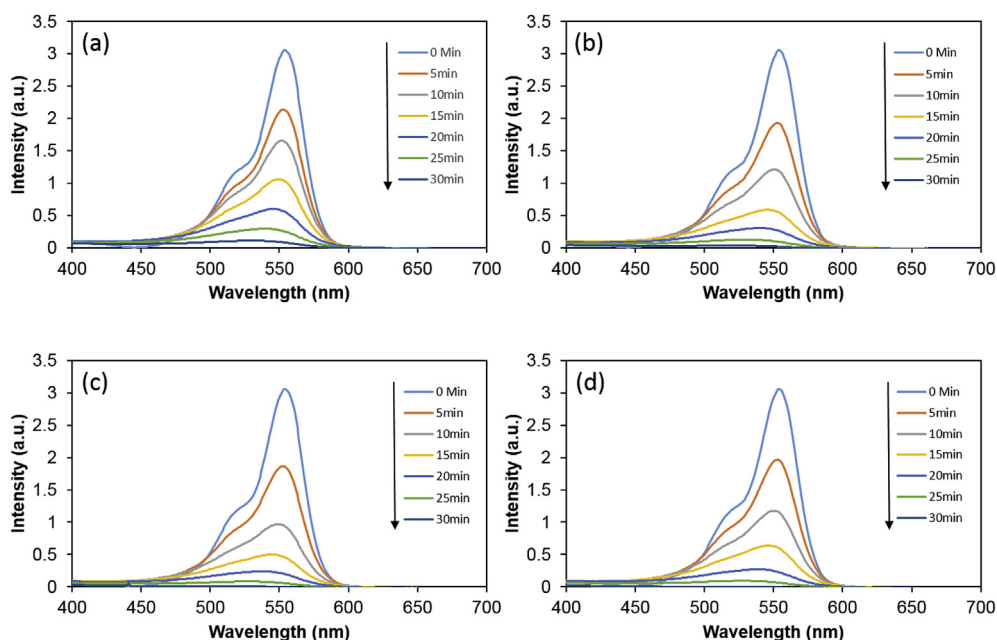 (a)
3.5
3
2.5
2
1.5
1
0.5
0
Intensity (a.u.)
400 450 500 550 600 650 700
Wavelength (nm)
0 Min
5min
10min
15min
20min
25min
30min
(b)
3.5
3
2.5
2
1.5
1
0.5
0
Intensity (a.u.)
400 450 500 550 600 650 700
Wavelength (nm)
0 Min
5min
10min
15min
20min
25min
30min
(c)
3.5
3
2.5
2
1.5
1
0.5
0
Intensity (a.u.)
400 450 500 550 600 650 700
Wavelength (nm)
0 Min
5min
10min
15min
20min
25min
30min
(d)
3.5
3
2.5
2
1.5
1
0.5
0
Intensity (a.u.)
400 450 500 550 600 650 700
Wavelength (nm)
0 Min
5min
10min
15min
20min
25min
30min